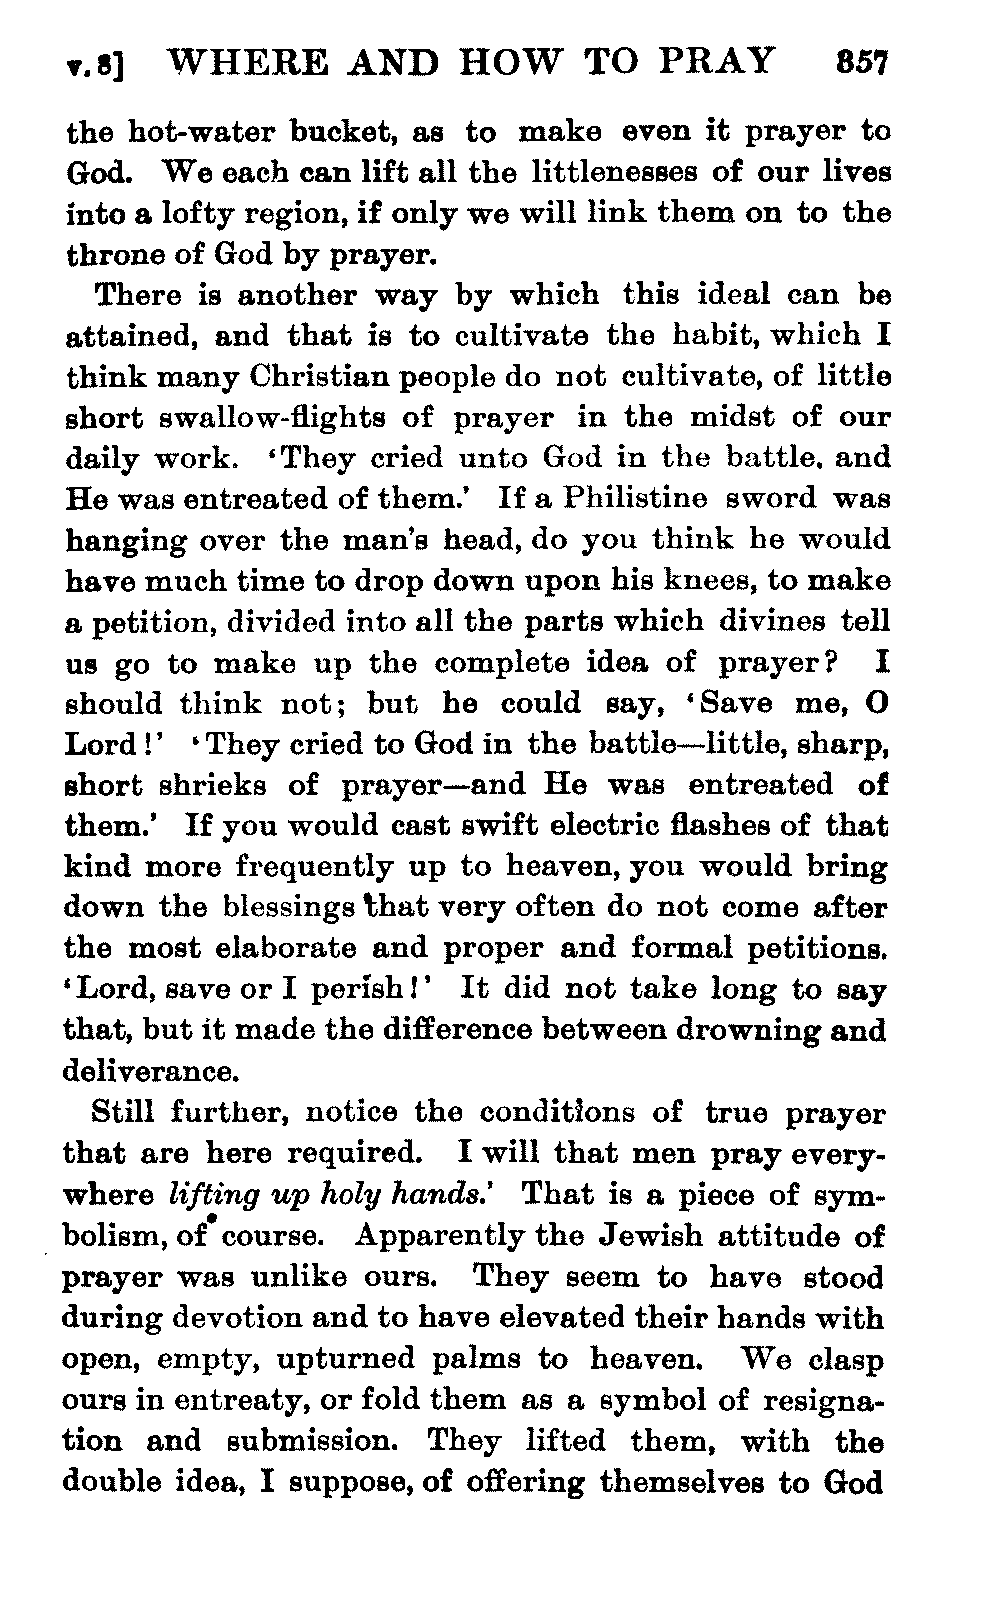 v. 8] WHERE AND HOW TO PRAY 357
the hot-water bucket, as to make even it prayer to
God. We each can lift all the littlenesses of our lives
into a lofty region, if only we will link them on to the
throne of God by prayer.
There is another way by which this ideal can be
attained, and that is to cultivate the habit, which I
think many Christian people do not cultivate, of little
short swallow-flights of prayer in the midst of our
daily work. ‘They cried unto God in the battle, and
He was entreated of them.’ If a Philistine sword was
hanging over the man’s head, do you think he would
have much time to drop down upon his knees, to make
a petition, divided into all the parts which divines tell
us go to make up the complete idea of prayer? I
should think not; but he could say, ‘Save me, O
Lord!’ ‘They cried to God in the battle—little, sharp,
short shrieks of prayer—and He was entreated of
them.’ If you would cast swift electric flashes of that
kind more frequently up to heaven, you would bring
down the blessings that very often do not come after
the most elaborate and proper and formal petitions.
‘Lord, save or I perish!’ It did not take long to say
that, but it made the difference between drowning and
deliverance.
Still further, notice the conditions of true prayer
that are here required. I will that men pray every-
where lifting up holy hands.’ That is a piece of sym-
bolism, of course. Apparently the Jewish attitude of
prayer was unlike ours. They seem to have stood
during devotion and to have elevated their hands with
open, empty, upturned palms to heaven. We clasp
ours in entreaty, or fold them as a symbol of resigna-
tion and submission. They lifted them, with the
double idea, I suppose, of offering themselves to God